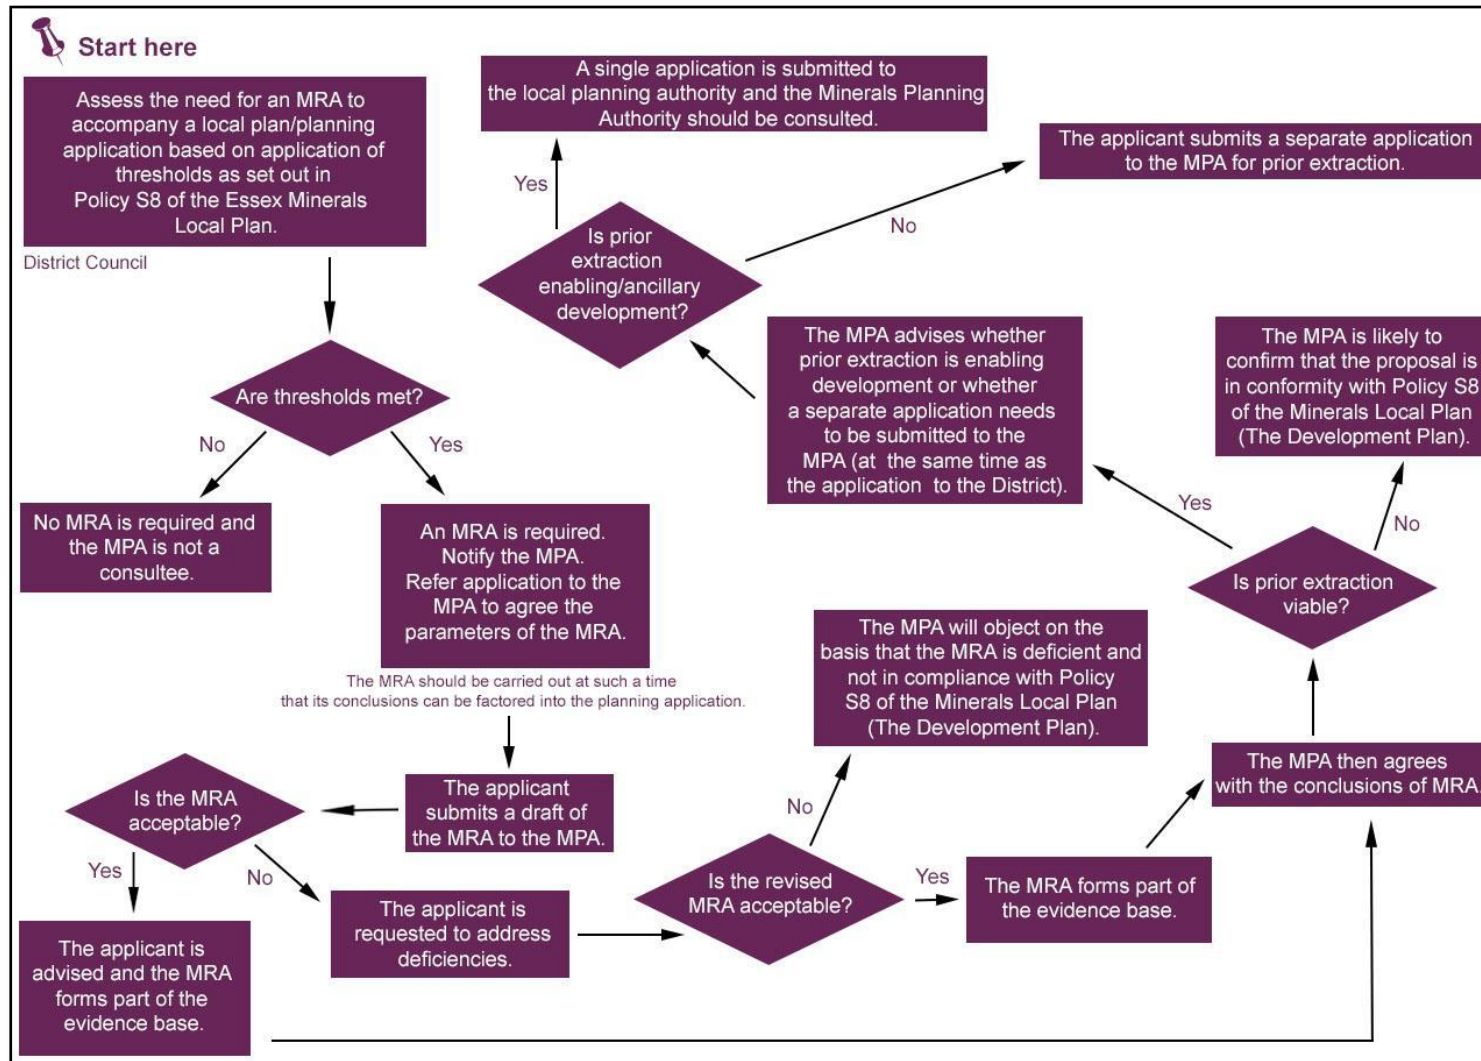 Start here
Assess the need for an MRA to
accompany a local plan/planning
application based on application of
thresholds as set out in
Policy S8 of the Essex Minerals
Local Plan.
District Council
Are thresholds met?
No
Yes
No MRA is required and
the MPA is not a
consultee.
An MRA is required.
Notify the MPA.
Refer application to the
MPA to agree the
parameters of the MRA.
The MRA should be carried out at such a time
that its conclusions can be factored into the planning application.
The applicant
submits a draft of
the MRA to the MPA.
Is the MRA
acceptable?
Yes
No
The applicant is
advised and the MRA
forms part of the
evidence base.
The applicant is
requested to address
deficiencies.
Is the revised
MRA acceptable?
No
Yes
The MPA will object on the
basis that the MRA is deficient and
not in compliance with Policy
S8 of the Minerals Local Plan
(The Development Plan).
The MRA forms part of
the evidence base.
The MPA then agrees
with the conclusions of MRA.
Is prior extraction
viable?
Yes
No
The MPA is likely to
confirm that the proposal is
in conformity with Policy S8
of the Minerals Local Plan
(The Development Plan).
The MPA advises whether
prior extraction is enabling
development or whether
a separate application needs
to be submitted to the
MPA (at the same time as
the application to the District).
Is prior
extraction
enabling/ancillary
development?
Yes
No
A single application is submitted to
the local planning authority and the Minerals Planning
Authority should be consulted.
The applicant submits a separate application
to the MPA for prior extraction.